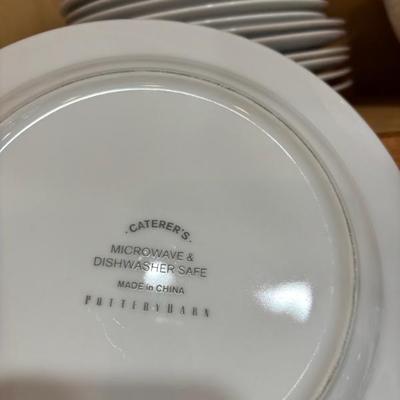 ·CATERER'S·
MICROWAVE &
DISHWASHER SAFE
MADE in CHINA
POTTERYBARN